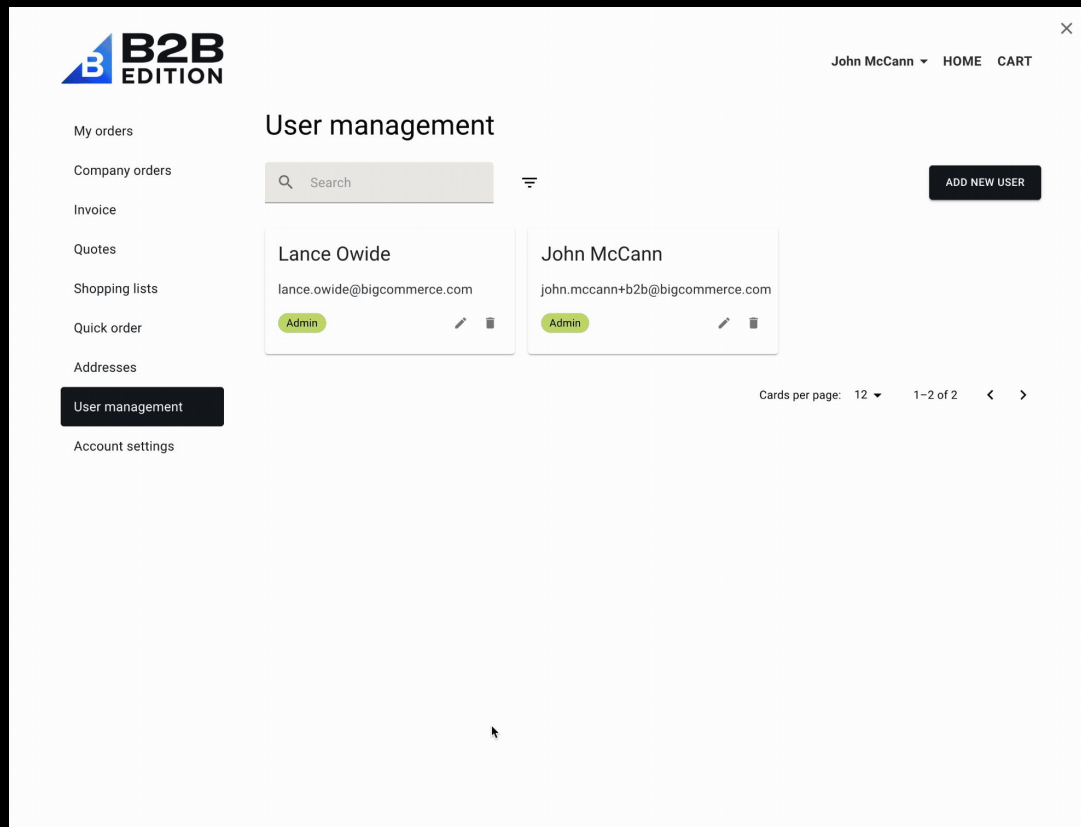 B B2B
EDITION
John McCann HOME CART
My orders
Company orders
Invoice
Quotes
Shopping lists
Quick order
Addresses
User management
Account settings
User management
Search
ADD NEW USER
Lance Owide
lance.owide@bigcommerce.com
Admin
John McCann
john.mccann+b2b@bigcommerce.com
Admin
Cards per page: 12 1–2 of 2